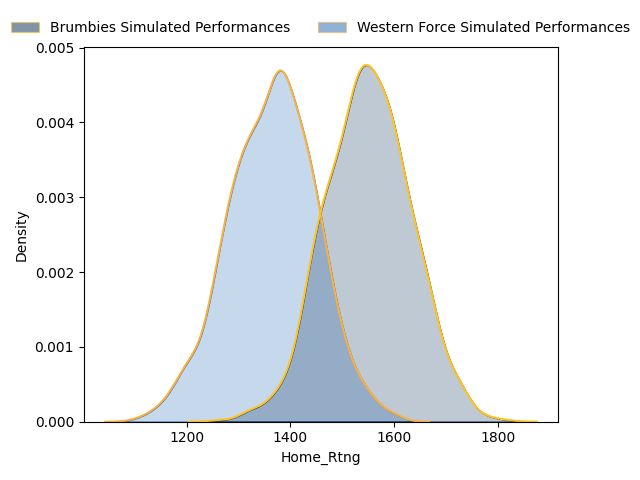 Brumbies Simulated Performances Western Force Simulated Performances
0.005
0.004
0.003
0.002
0.001
0.000
Density
1200 1400 1600 1800
Home_Rtng